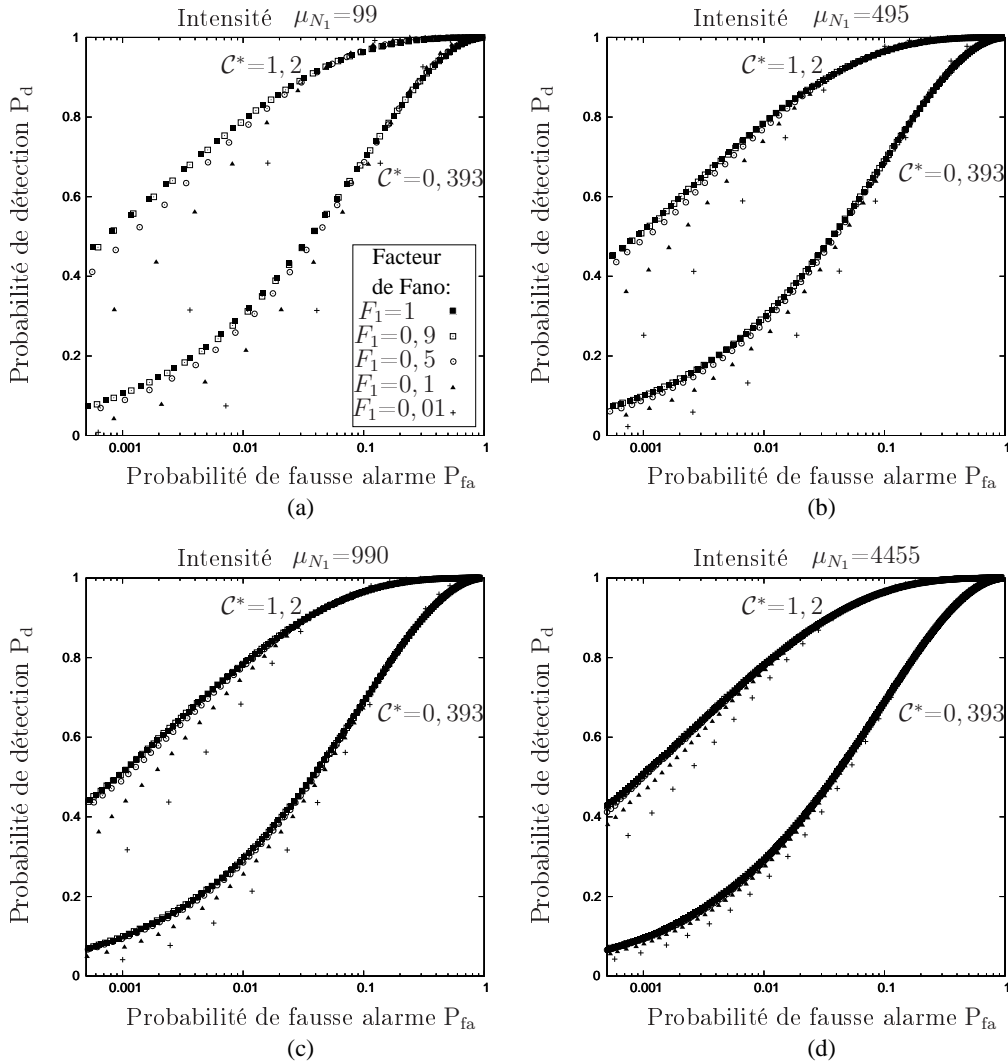 Intensité μ_{N_1}=99
Probabilité de détection P_d
1
0.8
0.6
0.4
0.2
0
C*=1, 2
C*=0, 393
Facteur
de Fano:
F_1=1
F_1=0, 9
F_1=0, 5
F_1=0, 1
F_1=0, 01
0.001 0.01 0.1 1
Probabilité de fausse alarme P_fa
(a)
Intensité μ_{N_1}=495
Probabilité de détection P_d
1
0.8
0.6
0.4
0.2
0
C*=1, 2
C*=0, 393
0.001 0.01 0.1 1
Probabilité de fausse alarme P_fa
(b)
Intensité μ_{N_1}=990
Probabilité de détection P_d
1
0.8
0.6
0.4
0.2
0
C*=1, 2
C*=0, 393
0.001 0.01 0.1 1
Probabilité de fausse alarme P_fa
(c)
Intensité μ_{N_1}=4455
Probabilité de détection P_d
1
0.8
0.6
0.4
0.2
0
C*=1, 2
C*=0, 393
0.001 0.01 0.1 1
Probabilité de fausse alarme P_fa
(d)